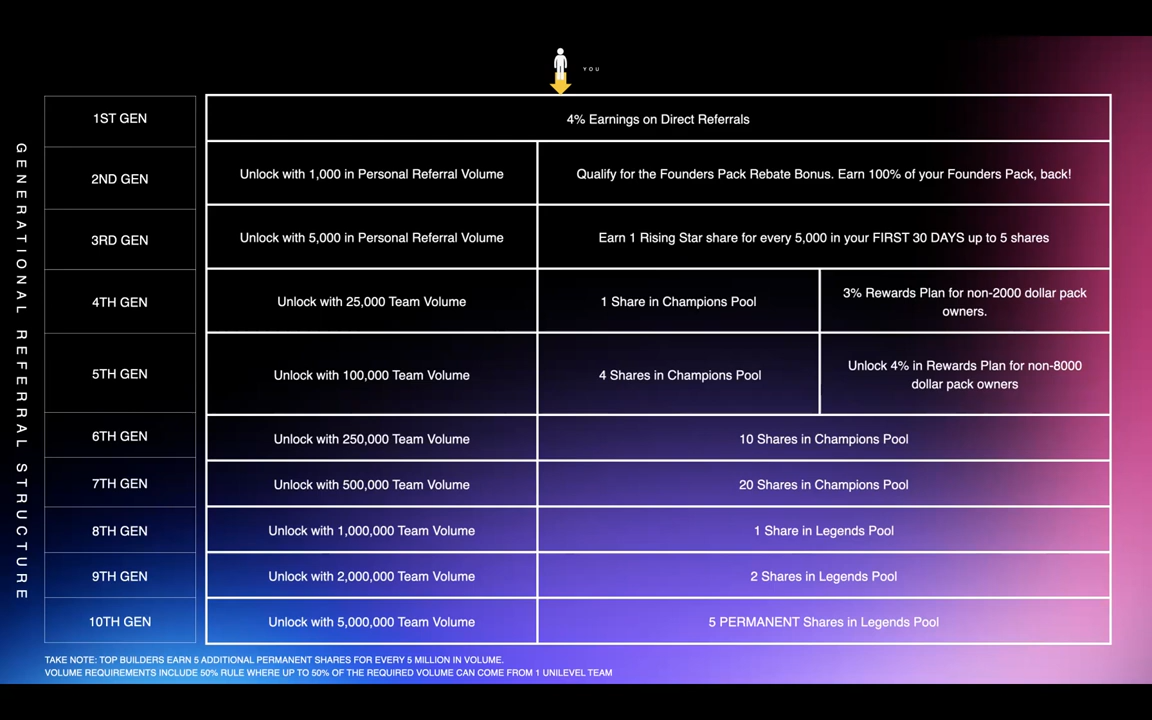 YOU
GENERATIONAL REFERRAL STRUCTURE
1ST GEN
4% Earnings on Direct Referrals
2ND GEN
Unlock with 1,000 in Personal Referral Volume
Qualify for the Founders Pack Rebate Bonus. Earn 100% of your Founders Pack, back!
3RD GEN
Unlock with 5,000 in Personal Referral Volume
Earn 1 Rising Star share for every 5,000 in your FIRST 30 DAYS up to 5 shares
4TH GEN
Unlock with 25,000 Team Volume
1 Share in Champions Pool
3% Rewards Plan for non-2000 dollar pack
owners.
5TH GEN
Unlock with 100,000 Team Volume
4 Shares in Champions Pool
Unlock 4% in Rewards Plan for non-8000
dollar pack owners
6TH GEN
Unlock with 250,000 Team Volume
10 Shares in Champions Pool
7TH GEN
Unlock with 500,000 Team Volume
20 Shares in Champions Pool
8TH GEN
Unlock with 1,000,000 Team Volume
1 Share in Legends Pool
9TH GEN
Unlock with 2,000,000 Team Volume
2 Shares in Legends Pool
10TH GEN
Unlock with 5,000,000 Team Volume
5 PERMANENT Shares in Legends Pool
TAKE NOTE: TOP BUILDERS EARN 5 ADDITIONAL PERMANENT SHARES FOR EVERY 5 MILLION IN VOLUME.
VOLUME REQUIREMENTS INCLUDE 50% RULE WHERE UP TO 50% OF THE REQUIRED VOLUME CAN COME FROM 1 UNILEVEL TEAM